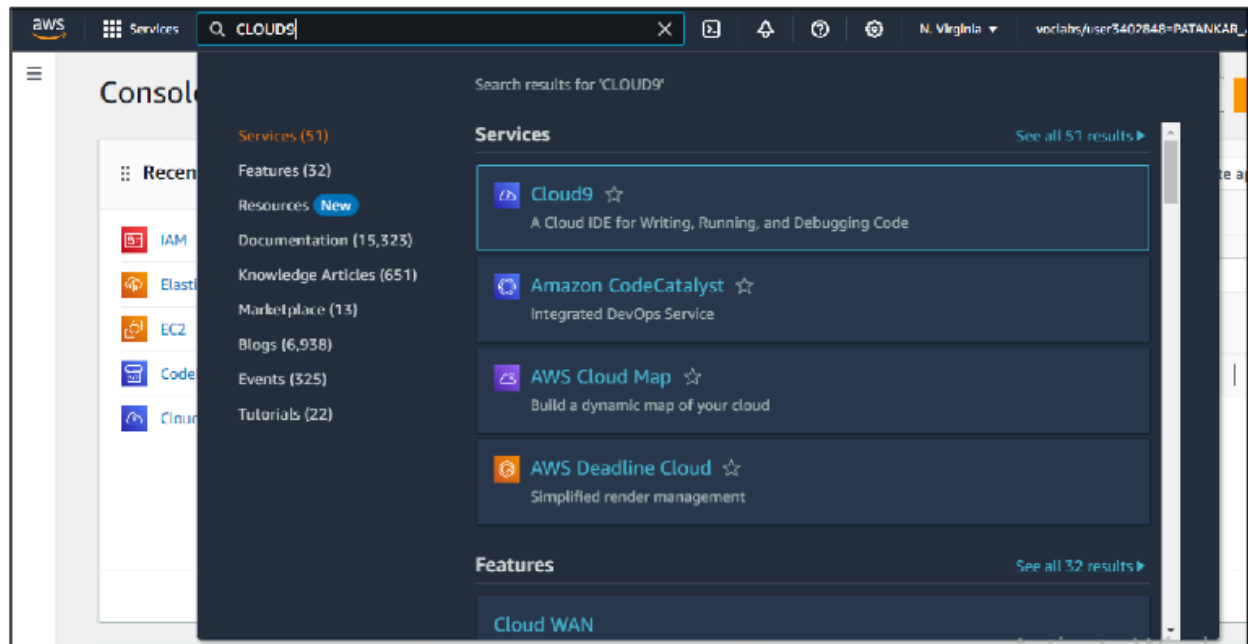 aws Services CLOUD9 N. Virginia voclabs/user3402848=PATANKAR_
Search results for 'CLOUD9'
Consol
Services (51)
Services
See all 51 results
Features (32)
Recen
Resources New
Cloud9
A Cloud IDE for Writing, Running, and Debugging Code
Documentation (15,323)
IAM
Knowledge Articles (651)
Elasti
Amazon CodeCatalyst
Integrated DevOps Service
Marketplace (13)
EC2
Blogs (6,938)
Code
Events (325)
AWS Cloud Map
Build a dynamic map of your cloud
Tutorials (22)
Clou
AWS Deadline Cloud
Simplified render management
Features
See all 32 results
Cloud WAN